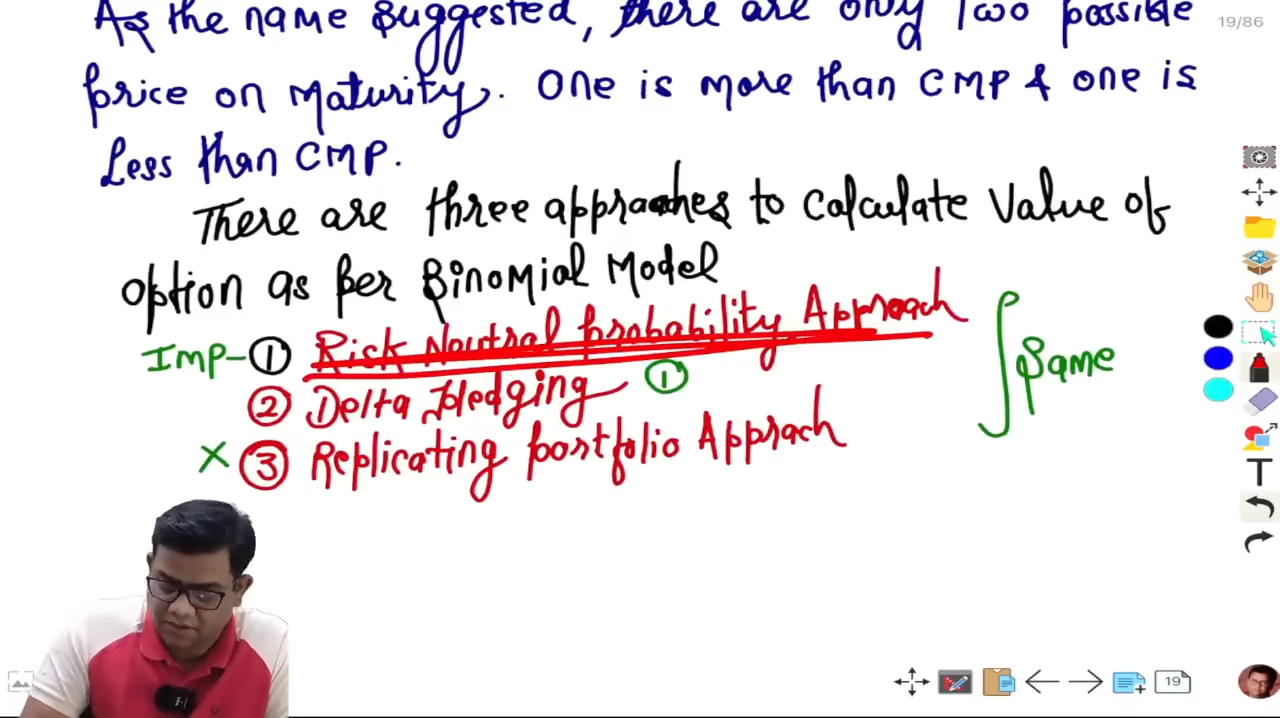 As the name suggested, there are only Two possible
19/86
price on Maturity. One is more than CMP & one is
Less than CMP.
There are three appraches to Calculate Value of
option as per Binomial Model
Imp- ① Risk Neutral probability Approach
② Delta Hedging ①
Same
X ③ Replicating portfolio Apprach
T
19